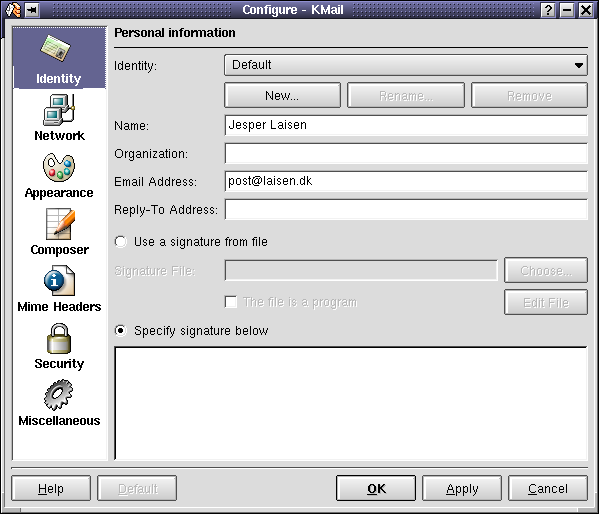 Configure - KMail
Identity
Network
Appearance
Composer
Mime Headers
Security
Miscellaneous
Personal information
Identity: Default
New... Rename... Remove
Name: Jesper Laisen
Organization:
Email Address: post@laisen.dk
Reply-To Address:
Use a signature from file
Signature File: Choose...
The file is a program Edit File
Specify signature below
Help Default OK Apply Cancel